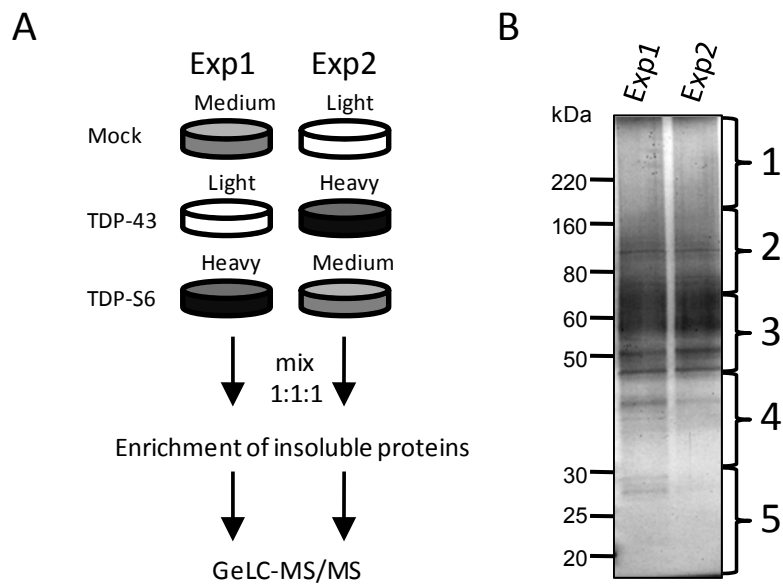 A
Exp1 Exp2
Medium Light
Mock
Light Heavy
TDP-43
Heavy Medium
TDP-S6
mix
1:1:1
Enrichment of insoluble proteins
GeLC-MS/MS
B
Exp1 Exp2
kDa
220
160
80
60
50
30
25
20
1
2
3
4
5